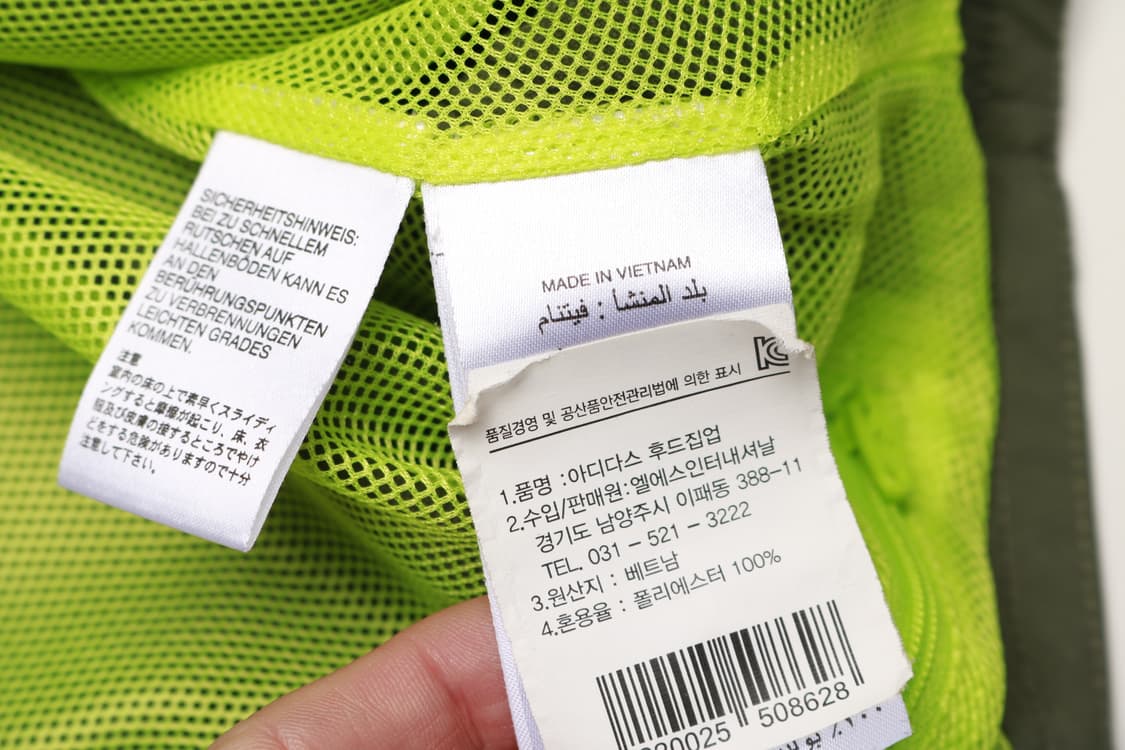 SICHERHEITSHINWEIS:
BEI ZU SCHNELLEM
RUTSCHEN AUF
HALLENBÖDEN KANN ES
AN DEN
BERÜHRUNGSPUNKTEN
ZU VERBRENNUNGEN
LEICHTEN GRADES
KOMMEN.
注意
室内の床の上で素早くスライディ
ングすると摩擦が起こり、床、衣
服及び皮膚の接するところでやけ
どをする危険がありますので十分
注意して下さい。
MADE IN VIETNAM
بلد المنشأ : فيتنام
품질경영 및 공산품안전관리법에 의한 표시
1.품명 :아디다스 후드집업
2.수입/판매원:엘에스인터내셔날
경기도 남양주시 이패동 388-11
TEL. 031 - 521 - 3222
3.원산지 : 베트남
4.혼용율 : 폴리에스터 100%
020025 508628